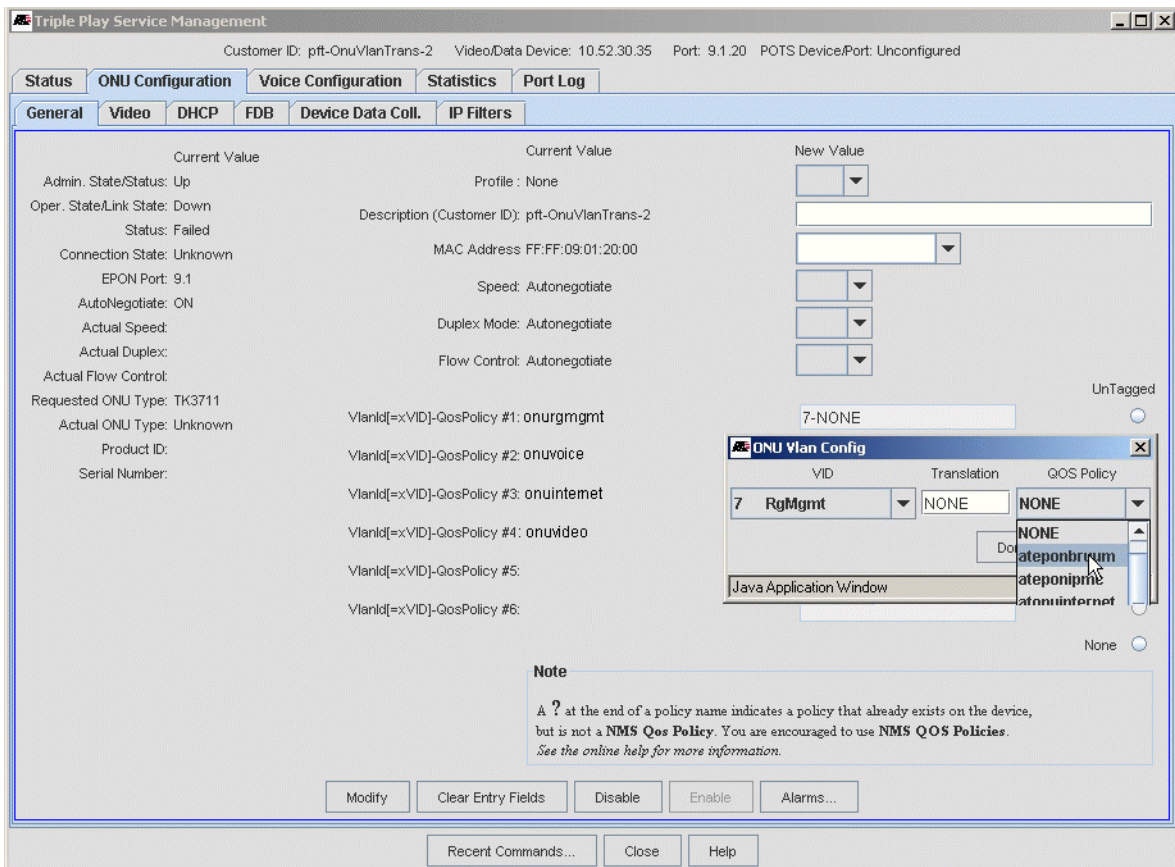 Triple Play Service Management
Customer ID: pft-OnuVlanTrans-2 Video/Data Device: 10.52.30.35 Port: 9.1.20 POTS Device/Port: Unconfigured
Status ONU Configuration Voice Configuration Statistics Port Log
General Video DHCP FDB Device Data Coll. IP Filters
Current Value
Admin. State/Status: Up
Oper. State/Link State: Down
Status: Failed
Connection State: Unknown
EPON Port: 9.1
AutoNegotiate: ON
Actual Speed:
Actual Duplex:
Actual Flow Control:
Requested ONU Type: TK3711
Actual ONU Type: Unknown
Product ID:
Serial Number:
Current Value New Value
Profile : None
Description (Customer ID): pft-OnuVlanTrans-2
MAC Address FF:FF:09:01:20:00
Speed: Autonegotiate
Duplex Mode: Autonegotiate
Flow Control: Autonegotiate
UnTagged
VlanId[=xVID]-QosPolicy #1: onurgmgmt 7-NONE
VlanId[=xVID]-QosPolicy #2: onuvoice
VlanId[=xVID]-QosPolicy #3: onuinternet
VlanId[=xVID]-QosPolicy #4: onuvideo
VlanId[=xVID]-QosPolicy #5:
VlanId[=xVID]-QosPolicy #6:
None
ONU Vlan Config
VID Translation QOS Policy
7 RgMgmt NONE NONE
NONE
ateponipmc
atonuinternet
Java Application Window
Note
A ? at the end of a policy name indicates a policy that already exists on the device,
but is not a NMS Qos Policy. You are encouraged to use NMS QOS Policies.
See the online help for more information.
Modify Clear Entry Fields Disable Enable Alarms...
Recent Commands... Close Help